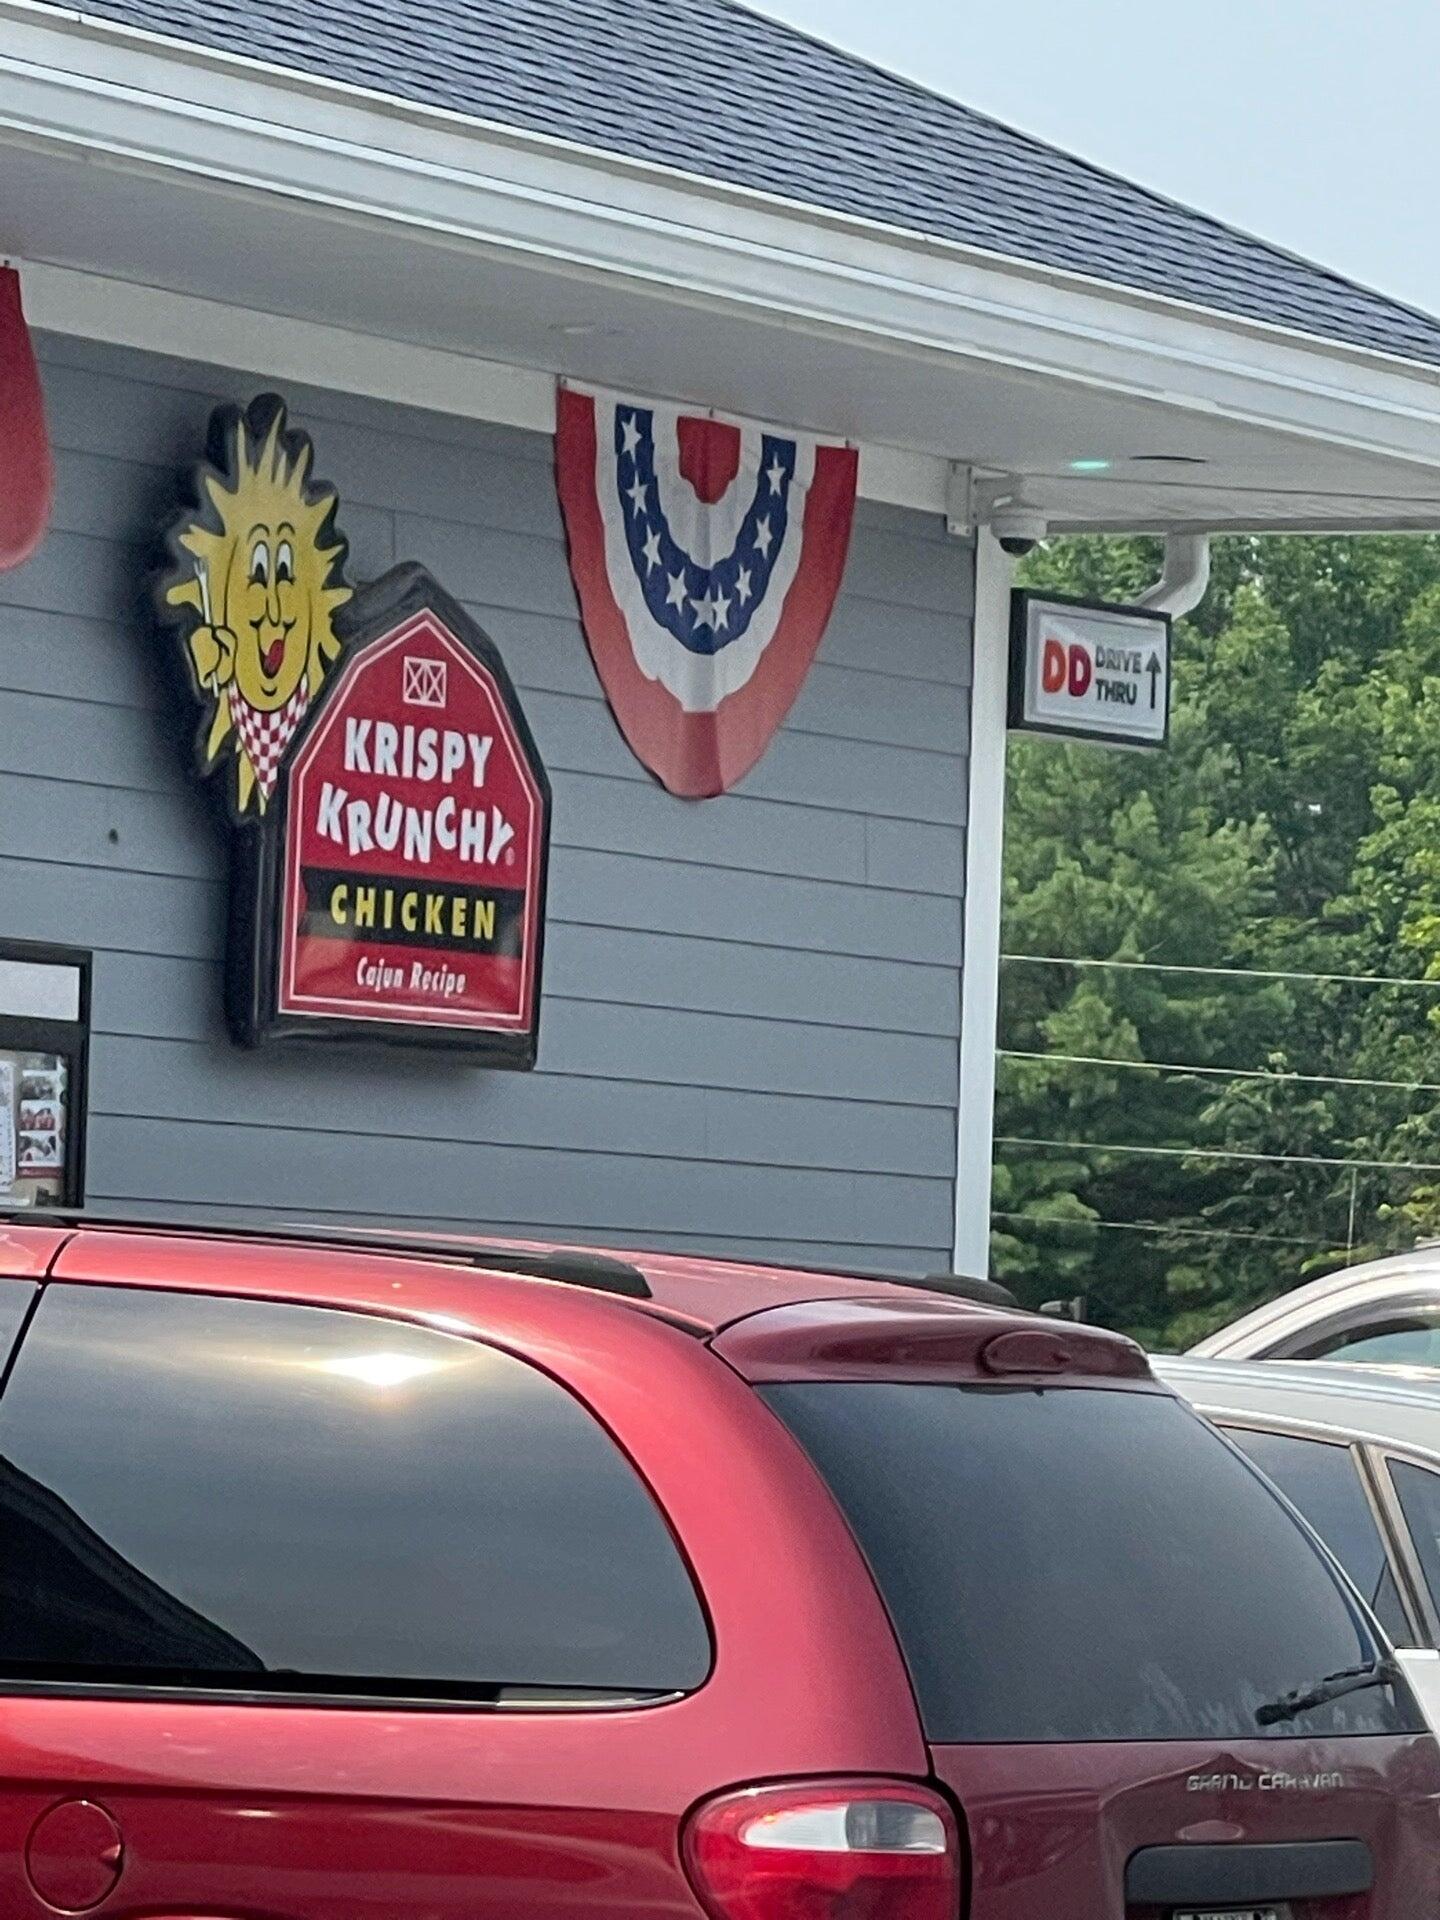 KRISPY
KRUNCHY®
CHICKEN
Cajun Recipe
DD DRIVE
THRU
GRAND CARAVAN